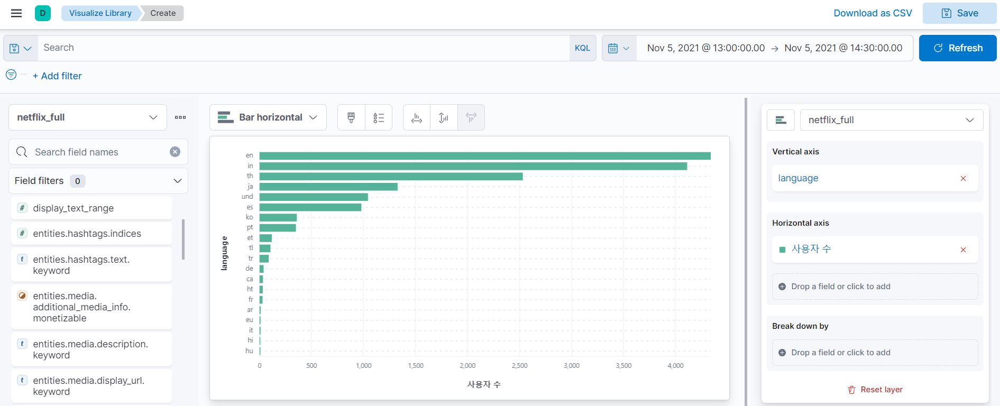 D
Visualize Library
Create
Download as CSV
Save
Search
KQL
Nov 5, 2021 @ 13:00:00.00 → Nov 5, 2021 @ 14:30:00.00
Refresh
+ Add filter
netflix_full
Search field names
Field filters 0
# display_text_range
# entities.hashtags.indices
t entities.hashtags.text.
keyword
entities.media.
additional_media_info.
monetizable
t entities.media.description.
keyword
t entities.media.display_url.
keyword
Bar horizontal
language
en
in
th
ja
und
es
ko
pt
et
tl
tr
de
ca
ht
fr
ar
eu
it
hi
hu
0 500 1,000 1,500 2,000 2,500 3,000 3,500 4,000
사용자 수
netflix_full
Vertical axis
language
Horizontal axis
사용자 수
Drop a field or click to add
Break down by
Drop a field or click to add
Reset layer